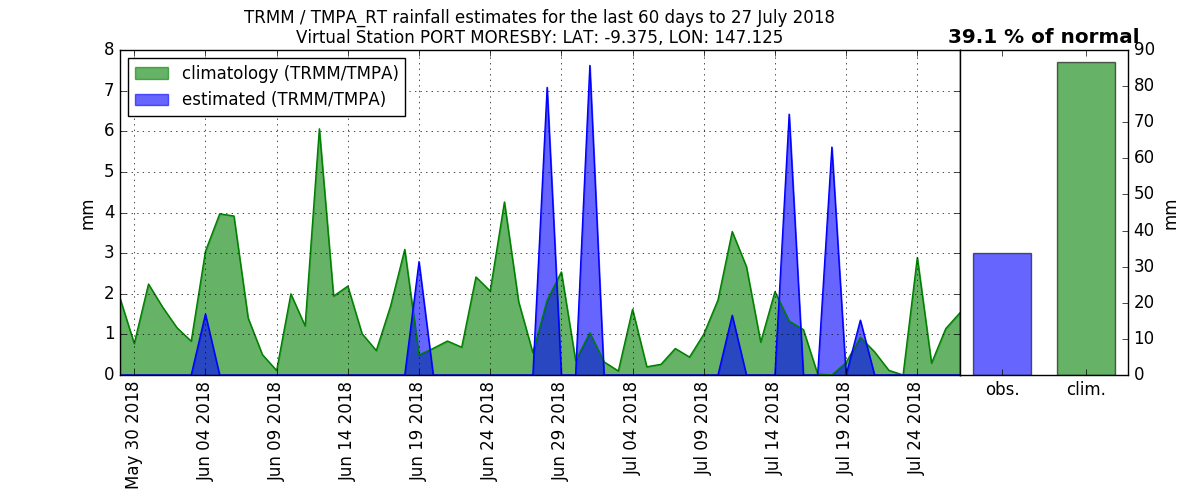 TRMM / TMPA_RT rainfall estimates for the last 60 days to 27 July 2018
Virtual Station PORT MORESBY: LAT: -9.375, LON: 147.125
39.1 % of normal
climatology (TRMM/TMPA)
estimated (TRMM/TMPA)
8
7
6
5
4
3
2
1
0
mm
May 30 2018
Jun 04 2018
Jun 09 2018
Jun 14 2018
Jun 19 2018
Jun 24 2018
Jun 29 2018
Jul 04 2018
Jul 09 2018
Jul 14 2018
Jul 19 2018
Jul 24 2018
obs.
clim.
90
80
70
60
50
40
30
20
10
0
mm